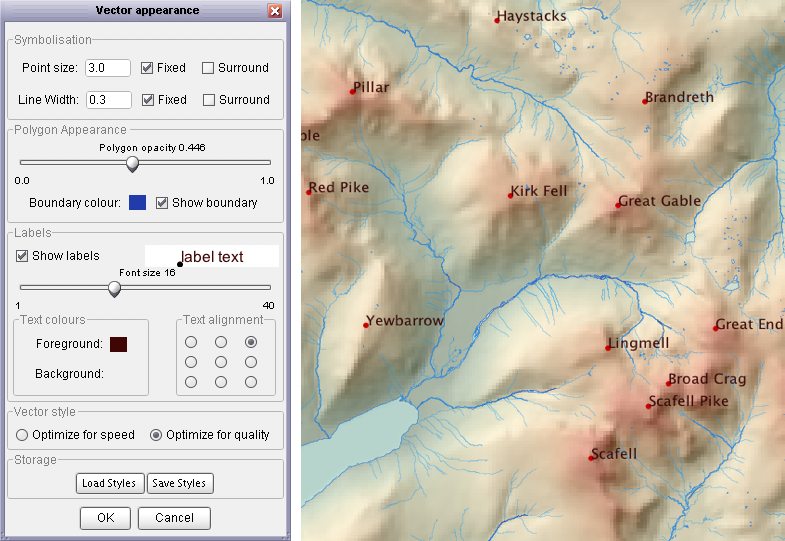 Vector appearance
Symbolisation
Point size: 3.0 Fixed Surround
Line Width: 0.3 Fixed Surround
Polygon Appearance
Polygon opacity 0.446
0.0 1.0
Boundary colour: Show boundary
Labels
Show labels label text
Font size 16
1 40
Text colours Text alignment
Foreground:
Background:
Vector style
Optimize for speed Optimize for quality
Storage
Load Styles Save Styles
OK Cancel
Haystacks
Pillar
Brandreth
ble
Red Pike
Kirk Fell
Great Gable
Yewbarrow
Great End
Lingmell
Broad Crag
Scafell Pike
Scafell